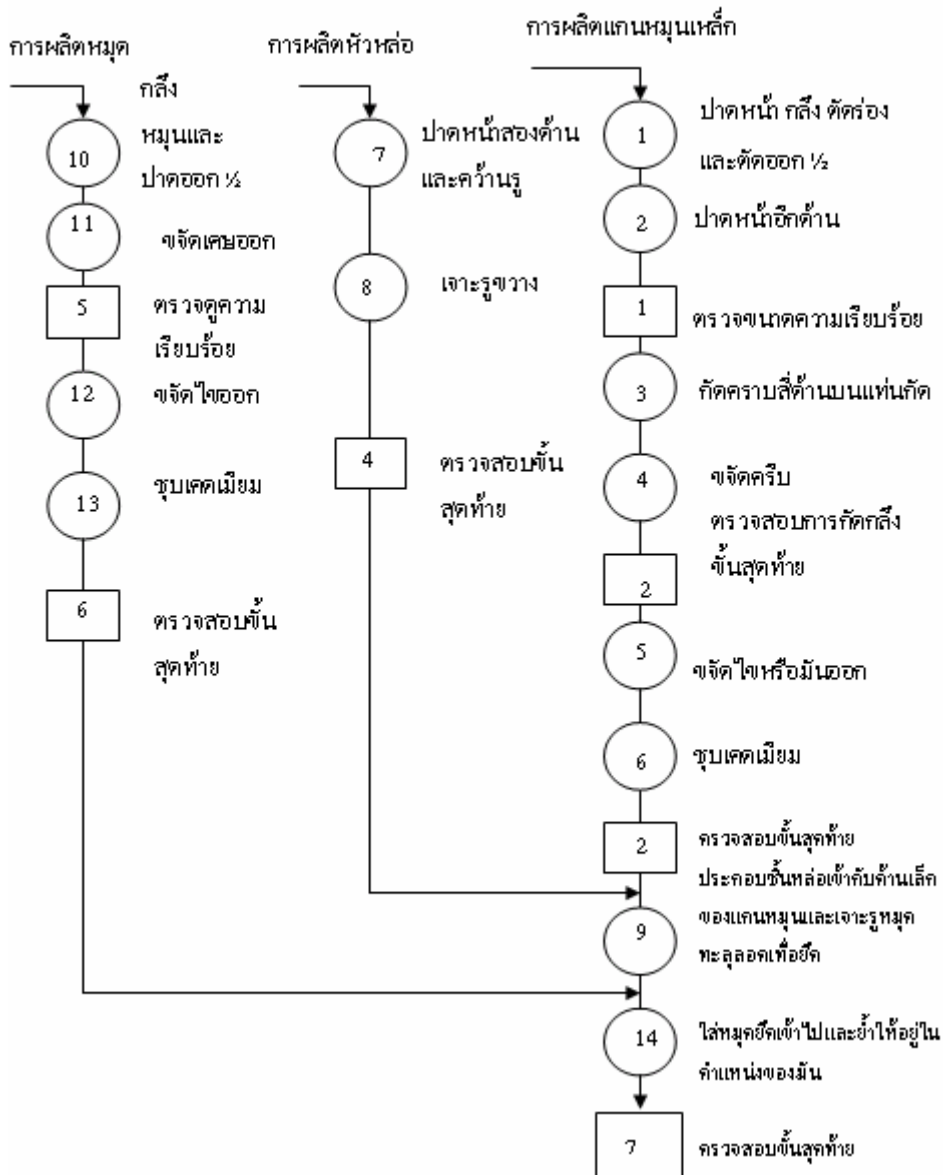 การผลิตหมุด
กลึง
หมุนและ
ปาดออก ½
10
11
ขจัดเศษออก
5
ตรวจดูความ
เรียบร้อย
12
ขจัดไขออก
13
ชุบเคดเมียม
6
ตรวจสอบขั้น
สุดท้าย
การผลิตหัวหล่อ
7
ปาดหน้าสองด้าน
และคว้านรู
8
เจาะรูขวาง
4
ตรวจสอบขั้น
สุดท้าย
การผลิตแกนหมุนเหล็ก
1
ปาดหน้า กลึง ตัดร่อง
และตัดออก ½
2
ปาดหน้าอีกด้าน
1
ตรวจขนาดความเรียบร้อย
3
กัดคราบสี่ด้านบนแท่นกัด
4
ขจัดครีบ
ตรวจสอบการกัดกลึง
ขั้นสุดท้าย
2
5
ขจัดไขหรือมันออก
6
ชุบเคดเมียม
2
ตรวจสอบขั้นสุดท้าย
ประกอบชิ้นหล่อเข้ากับด้านเล็ก
ของแกนหมุนและเจาะรูหมุด
ทะลุลอดเพื่อยึด
9
14
ใส่หมุดยึดเข้าไปและย้ำให้อยู่ใน
ตำแหน่งของมัน
7
ตรวจสอบขั้นสุดท้าย